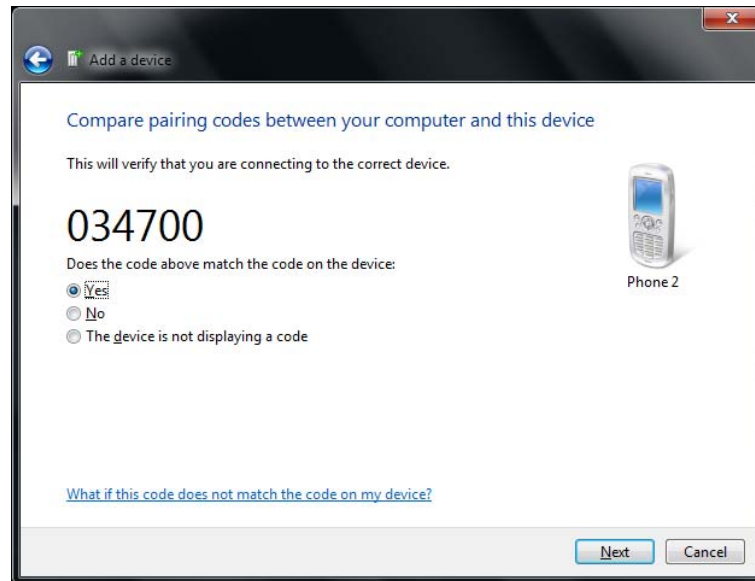 Add a device
Compare pairing codes between your computer and this device
This will verify that you are connecting to the correct device.
034700
Does the code above match the code on the device:
Phone 2
Yes
No
The device is not displaying a code
What if this code does not match the code on my device?
Next Cancel